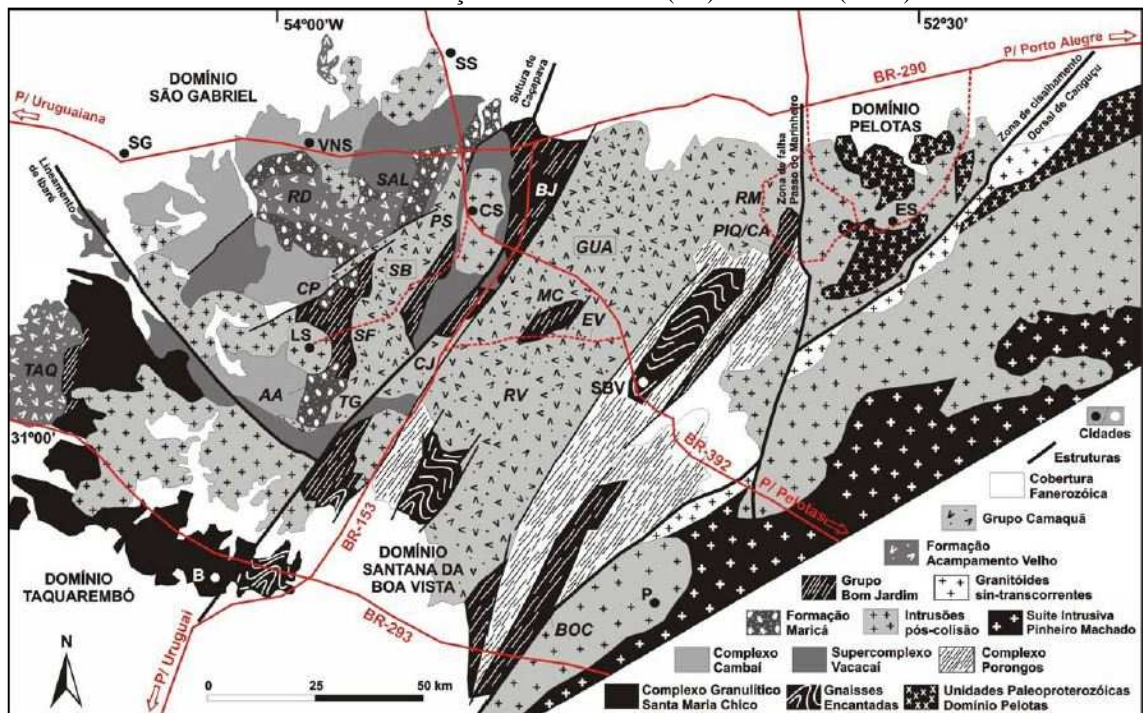 54°00'W
52°30'
P/ Porto Alegre
BR-290
SS
DOMÍNIO
SÃO GABRIEL
Sutura de
Caçapava
Zona de cisalhamento
Dorsal de Canguçu
P/ Uruguaiana
DOMÍNIO
PELOTAS
SG
VNS
Zona de falha
Passo do Marinheiro
Lineamento
de Ibaré
RD
SAL
BJ
RM
ES
PS
CS
PIQ/CA
GUA
SB
CP
MC
LS
SF
EV
TAQ
CJ
SBV
AA
TG
RV
31°00'
BR-392
Cidades
Estruturas
P/ Pelotas
Cobertura
Fanerozóica
Grupo Camaquã
BR-153
Formação
Acampamento Velho
DOMÍNIO
SANTANA DA
BOA VISTA
B
DOMÍNIO
TAQUAREMBÓ
Grupo
Bom Jardim
Granitóides
sin-transcorrentes
P
BOC
Formação
Maricá
Intrusões
pós-colisão
Suite Intrusiva
Pinheiro Machado
BR-293
N
P/ Uruguai
Complexo
Cambaí
Supercomplexo
Vacacaí
Complexo
Porongos
0 25 50 km
Complexo Granulítico
Santa Maria Chico
Gnaisses
Encantadas
Unidades Paleoproterozóicas
Domínio Pelotas